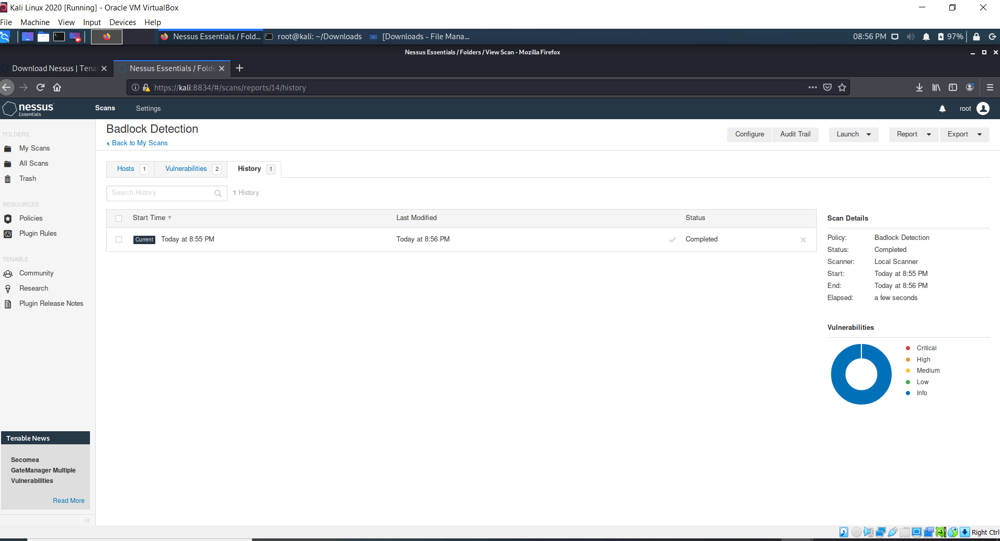 Kali Linux 2020 [Running] - Oracle VM VirtualBox
File Machine View Input Devices Help
Nessus Essentials / Fold... root@kali: ~/Downloads [Downloads - File Mana... 08:56 PM 97%
Nessus Essentials / Folders / View Scan - Mozilla Firefox
Download Nessus | Tena Nessus Essentials / Folde
https://kali:8834/#/scans/reports/14/history
nessus Essentials Scans Settings root
FOLDERS
My Scans
All Scans
Trash
RESOURCES
Policies
Plugin Rules
TENABLE
Community
Research
Plugin Release Notes
Tenable News
Secomea
GateManager Multiple
Vulnerabilities
Read More
Badlock Detection
Back to My Scans
Configure Audit Trail Launch Report Export
Hosts 1 Vulnerabilities 2 History 1
Search History 1 History
Start Time Last Modified Status
Current Today at 8:55 PM Today at 8:56 PM Completed
Scan Details
Policy: Badlock Detection
Status: Completed
Scanner: Local Scanner
Start: Today at 8:55 PM
End: Today at 8:56 PM
Elapsed: a few seconds
Vulnerabilities
Critical
High
Medium
Low
Info
Right Ctrl